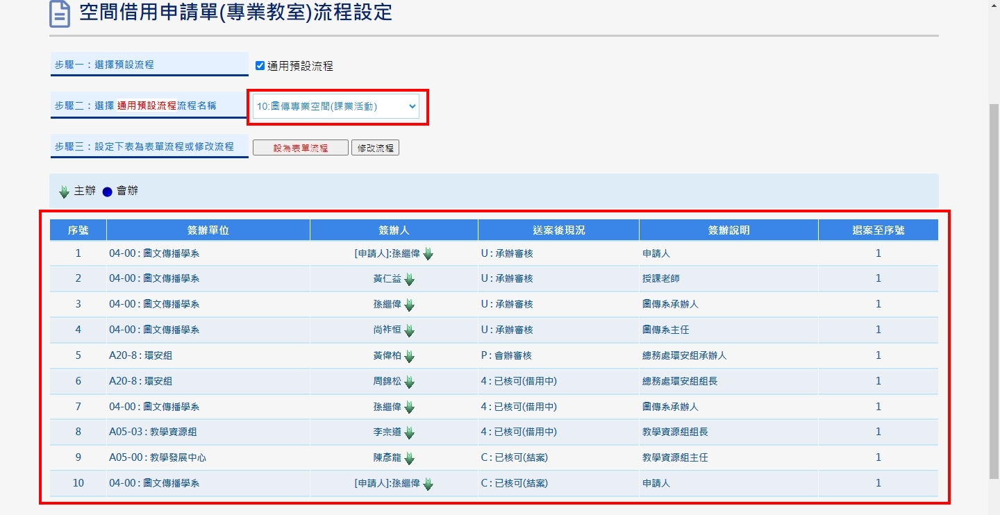 空間借用申請單(專業教室)流程設定
步驟一：選擇預設流程 通用預設流程
步驟二：選擇 通用預設流程流程名稱 10:圖傳專業空間(課業活動)
步驟三：設定下表為表單流程或修改流程 設為表單流程 修改流程
主辦 會辦
序號 簽辦單位 簽辦人 送案後現況 簽辦說明 退案至序號
1 04-00 : 圖文傳播學系 [申請人]:孫繼偉 U : 承辦審核 申請人 1
2 04-00 : 圖文傳播學系 黃仁益 U : 承辦審核 授課老師 1
3 04-00 : 圖文傳播學系 孫繼偉 U : 承辦審核 圖傳系承辦人 1
4 04-00 : 圖文傳播學系 尚祚恒 U : 承辦審核 圖傳系主任 1
5 A20-8 : 環安組 黃偉柏 P : 會辦審核 總務處環安組承辦人 1
6 A20-8 : 環安組 周錦松 4 : 已核可(借用中) 總務處環安組組長 1
7 04-00 : 圖文傳播學系 孫繼偉 4 : 已核可(借用中) 圖傳系承辦人 1
8 A05-03 : 教學資源組 李宗道 4 : 已核可(借用中) 教學資源組組長 1
9 A05-00 : 教學發展中心 陳彥龍 C : 已核可(結案) 教學資源組主任 1
10 04-00 : 圖文傳播學系 [申請人]:孫繼偉 C : 已核可(結案) 申請人 1